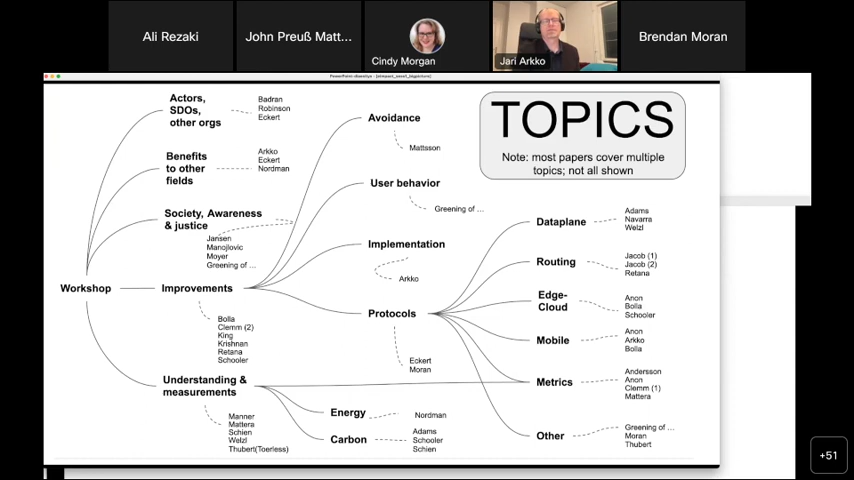 Ali Rezaki
John Preuß Matt...
Cindy Morgan
Jari Arkko
Brendan Moran
TOPICS
Note: most papers cover multiple
topics; not all shown
Workshop
Actors,
SDOs,
other orgs
Badran
Robinson
Eckert
Benefits
to other
fields
Arkko
Eckert
Nordman
Society, Awareness
& justice
Jansen
Manojlovic
Moyer
Greening of ...
Improvements
Bolla
Clemm (2)
King
Krishnan
Retana
Schooler
Understanding &
measurements
Manner
Mattera
Schien
Welzl
Thubert(Toerless)
Avoidance
Mattsson
User behavior
Greening of ...
Implementation
Arkko
Protocols
Eckert
Moran
Energy
Nordman
Carbon
Adams
Schooler
Schien
Dataplane
Adams
Navarra
Welzl
Routing
Jacob (1)
Jacob (2)
Retana
Edge-
Cloud
Anon
Bolla
Schooler
Mobile
Anon
Arkko
Bolla
Metrics
Andersson
Anon
Clemm (1)
Mattera
Other
Greening of ...
Moran
Thubert
+51